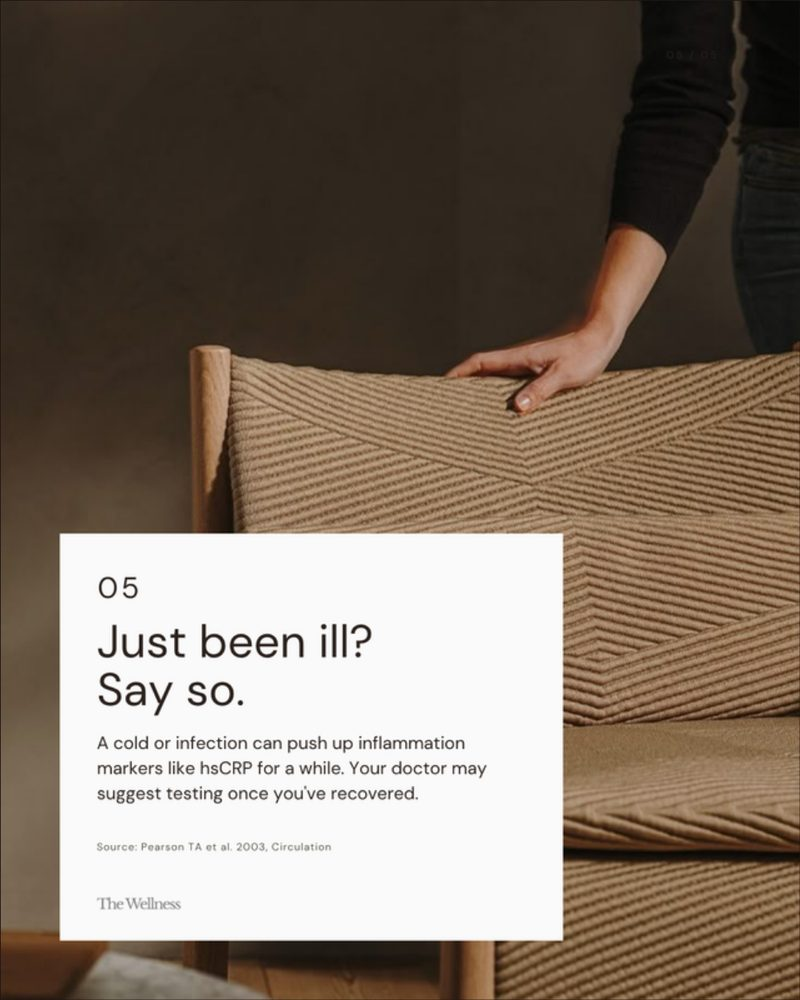 05 / 05
05
Just been ill?
Say so.
A cold or infection can push up inflammation
markers like hsCRP for a while. Your doctor may
suggest testing once you've recovered.
Source: Pearson TA et al. 2003, Circulation
The Wellness